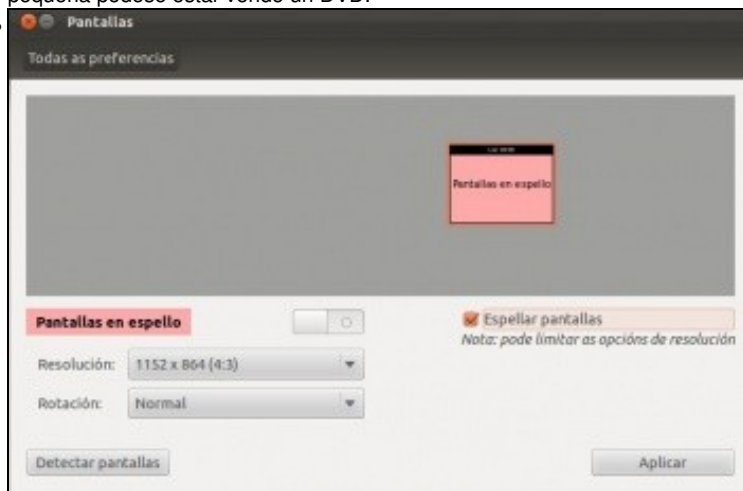 pequena pódese estar vendo un DVD.
Pantallas
Todas as preferencias
Pantallas en espello
Pantallas en espello
Espellar pantallas
Nota: pode limitar as opcións de resolución
Resolución: 1152 x 864 (4:3)
Rotación: Normal
Detectar pantallas
Aplicar